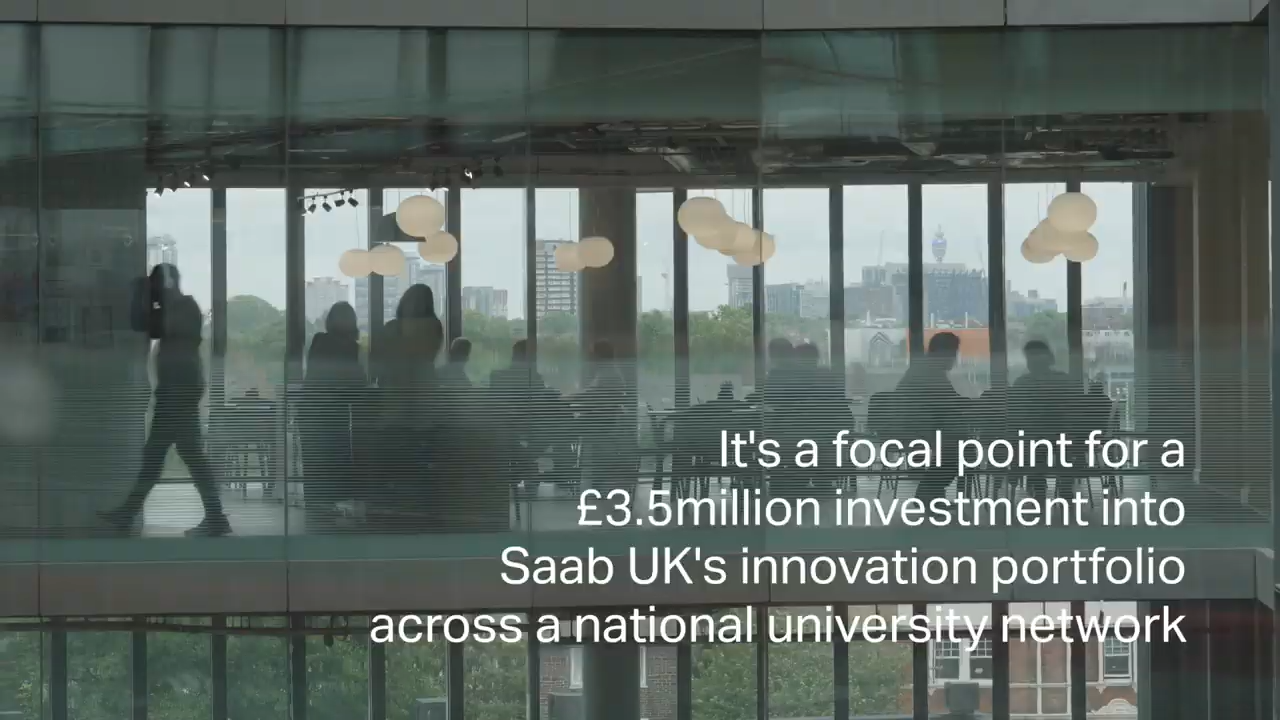 It's a focal point for a
£3.5million investment into
Saab UK's innovation portfolio
across a national university network